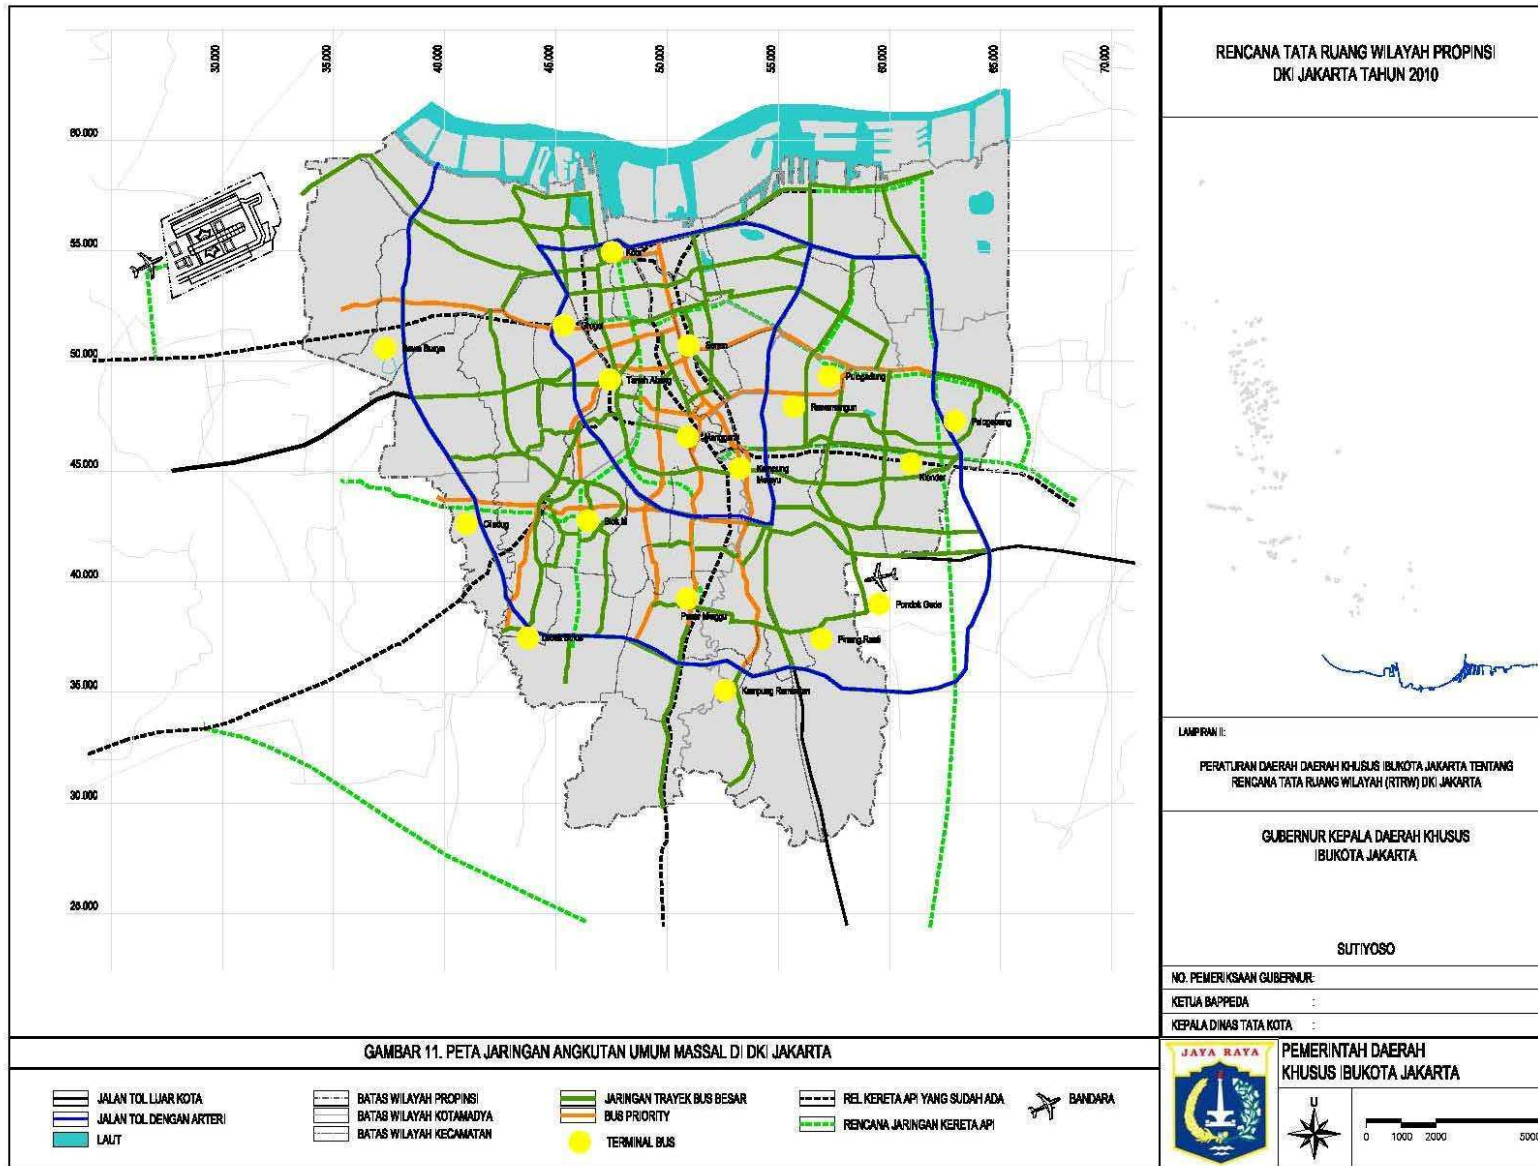 30.000
35.000
40.000
45.000
50.000
55.000
60.000
65.000
70.000
60.000
55.000
50.000
45.000
40.000
35.000
30.000
Kota
Grogol
Rawa Buaya
Senen
Tanah Abang
Pulogadung
Rawamangun
Pulogebang
Manggarai
Kampung
Melayu
Klender
Ciledug
Blok M
Pondok Gede
Pasar Minggu
Lebak Bulus
Pinang Ranti
Kampung Rambutan
RENCANA TATA RUANG WILAYAH PROPINSI
DKI JAKARTA TAHUN 2010
LAMPIRAN II:
PERATURAN DAERAH DAERAH KHUSUS IBUKOTA JAKARTA TENTANG
RENCANA TATA RUANG WILAYAH (RTRW) DKI JAKARTA
GUBERNUR KEPALA DAERAH KHUSUS
IBUKOTA JAKARTA
SUTIYOSO
NO. PEMERIKSAAN GUBERNUR:
KETUA BAPPEDA :
KEPALA DINAS TATA KOTA :
GAMBAR 11. PETA JARINGAN ANGKUTAN UMUM MASSAL DI DKI JAKARTA
JALAN TOL LUAR KOTA
JALAN TOL DENGAN ARTERI
LAUT
BATAS WILAYAH PROPINSI
BATAS WILAYAH KOTAMADYA
BATAS WILAYAH KECAMATAN
JARINGAN TRAYEK BUS BESAR
BUS PRIORITY
TERMINAL BUS
REL KERETA API YANG SUDAH ADA
RENCANA JARINGAN KERETA API
BANDARA
JAYA RAYA
PEMERINTAH DAERAH
KHUSUS IBUKOTA JAKARTA
U
0 1000 2000 5000